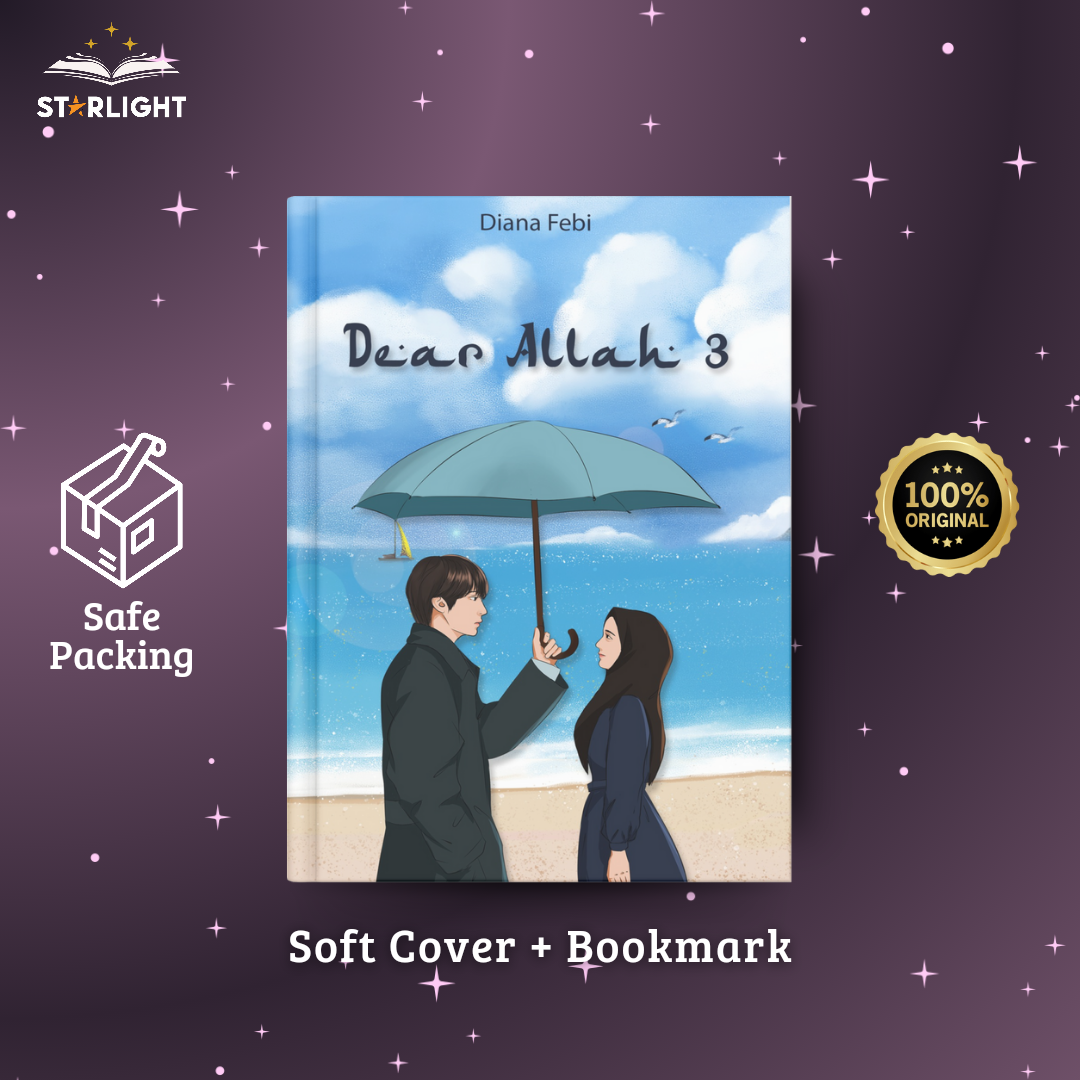 STARLIGHT
Diana Febi
Dear Allah 3
100%
ORIGINAL
Safe
Packing
Soft Cover + Bookmark